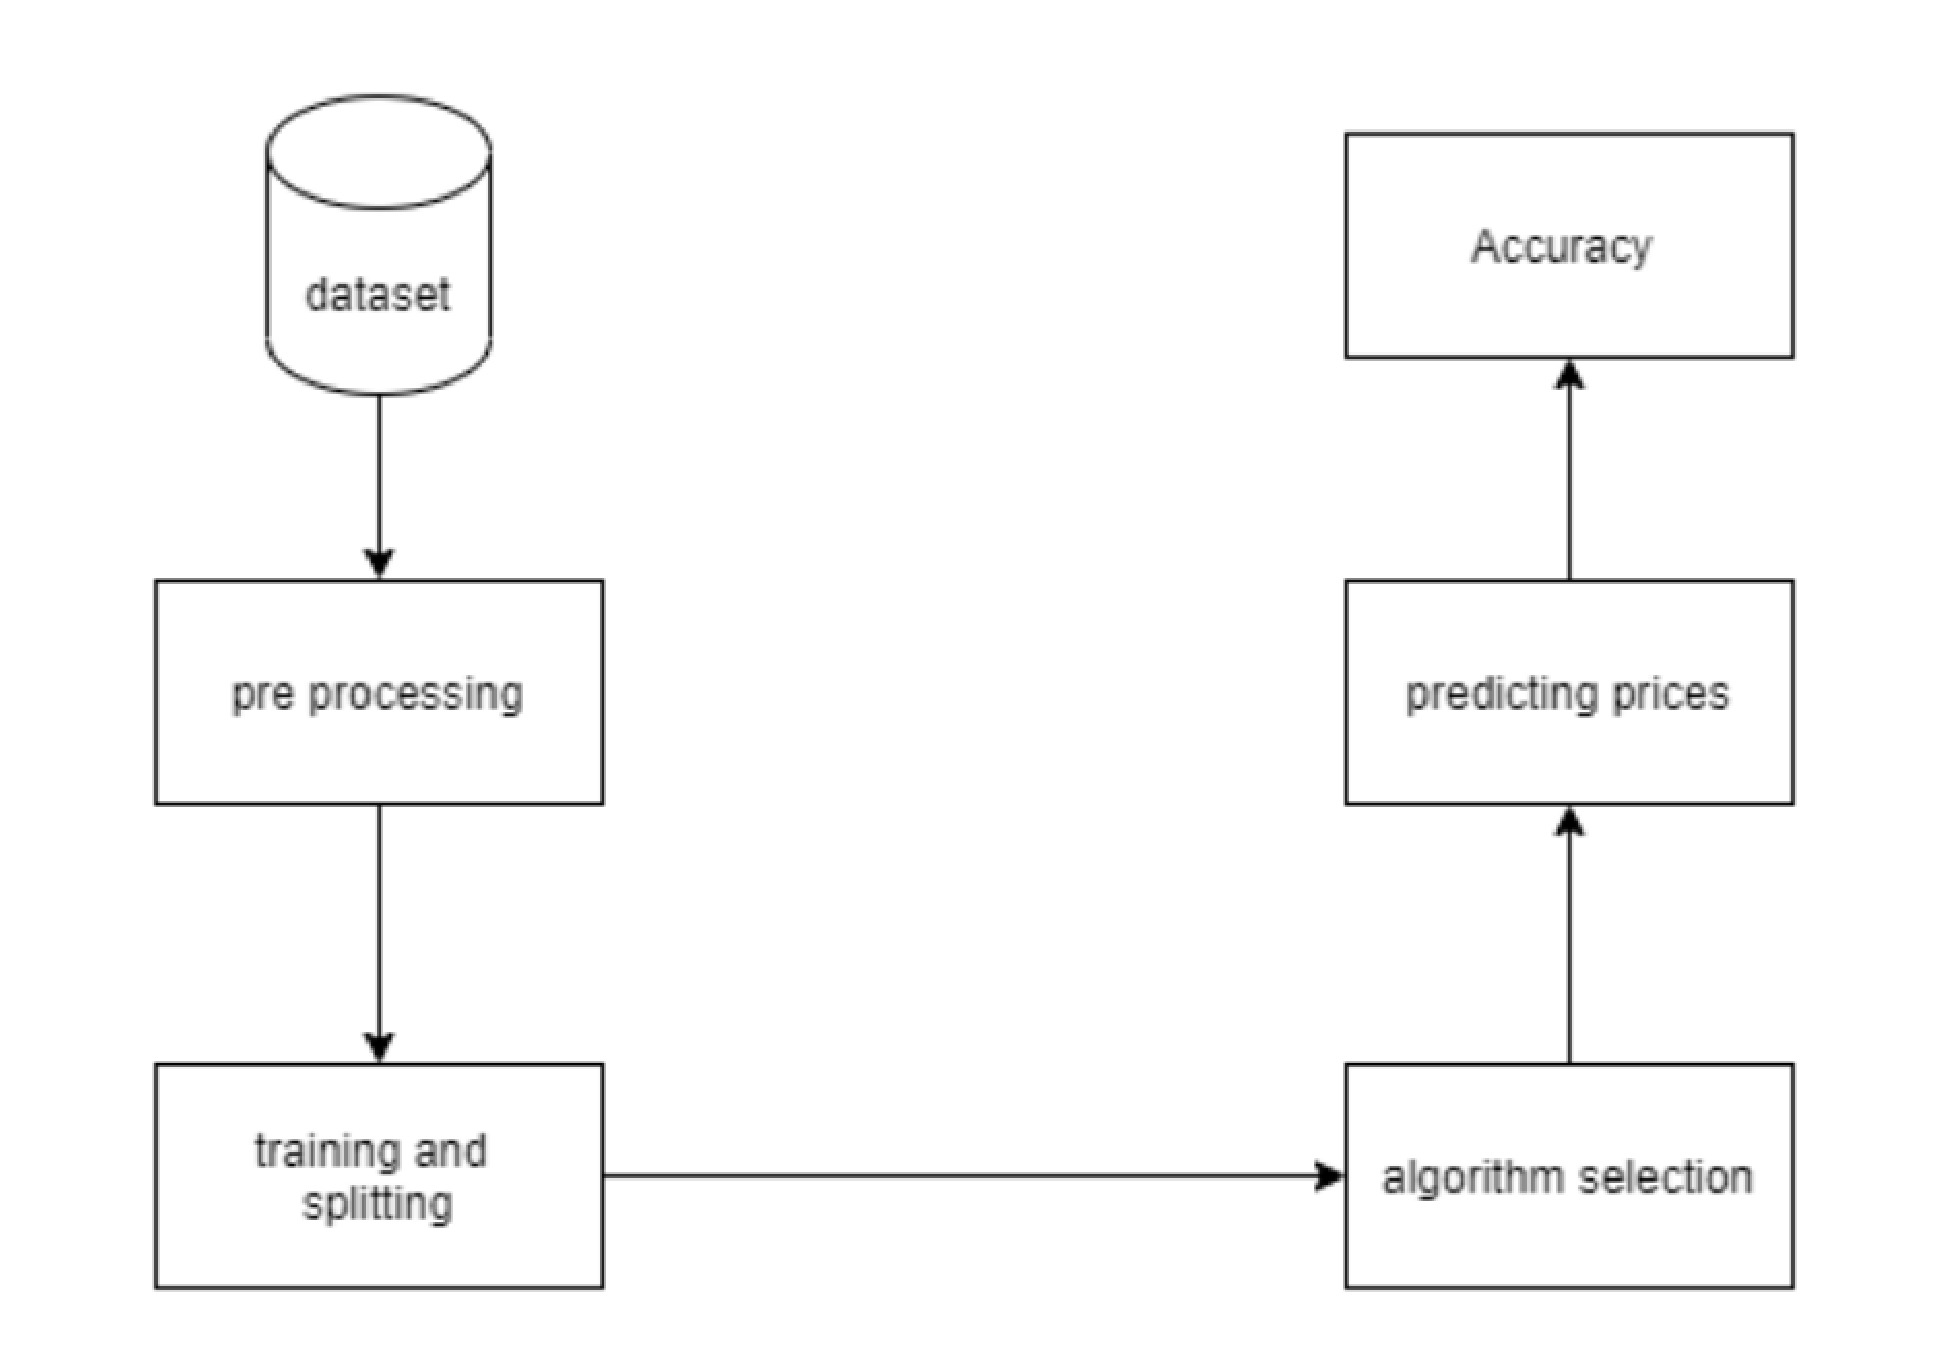 dataset
pre processing
training and
splitting
algorithm selection
predicting prices
Accuracy